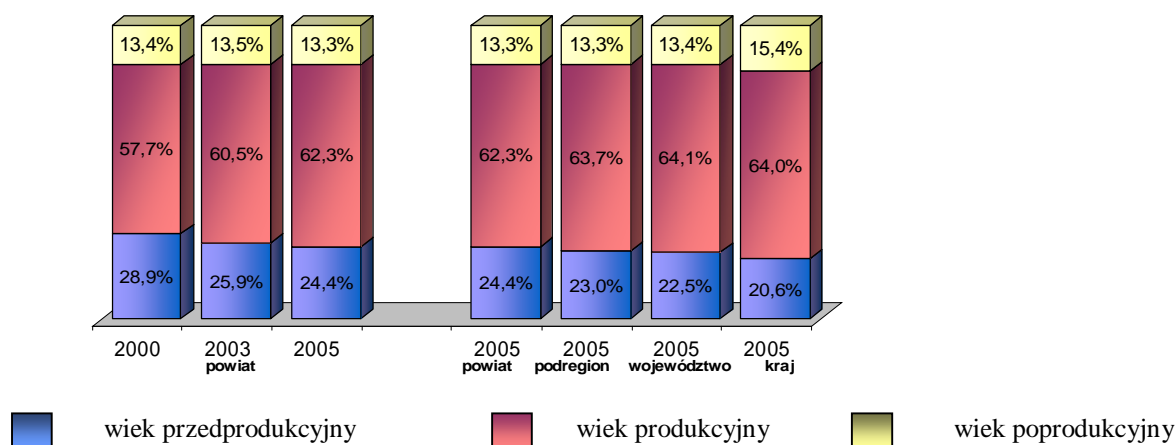 13,4% 13,5% 13,3% 13,3% 13,3% 13,4% 15,4%
57,7% 60,5% 62,3% 62,3% 63,7% 64,1% 64,0%
28,9% 25,9% 24,4% 24,4% 23,0% 22,5% 20,6%
2000 2003 2005 2005 2005 2005 2005
powiat powiat podregion województwo kraj
wiek przedprodukcyjny wiek produkcyjny wiek poprodukcyjny